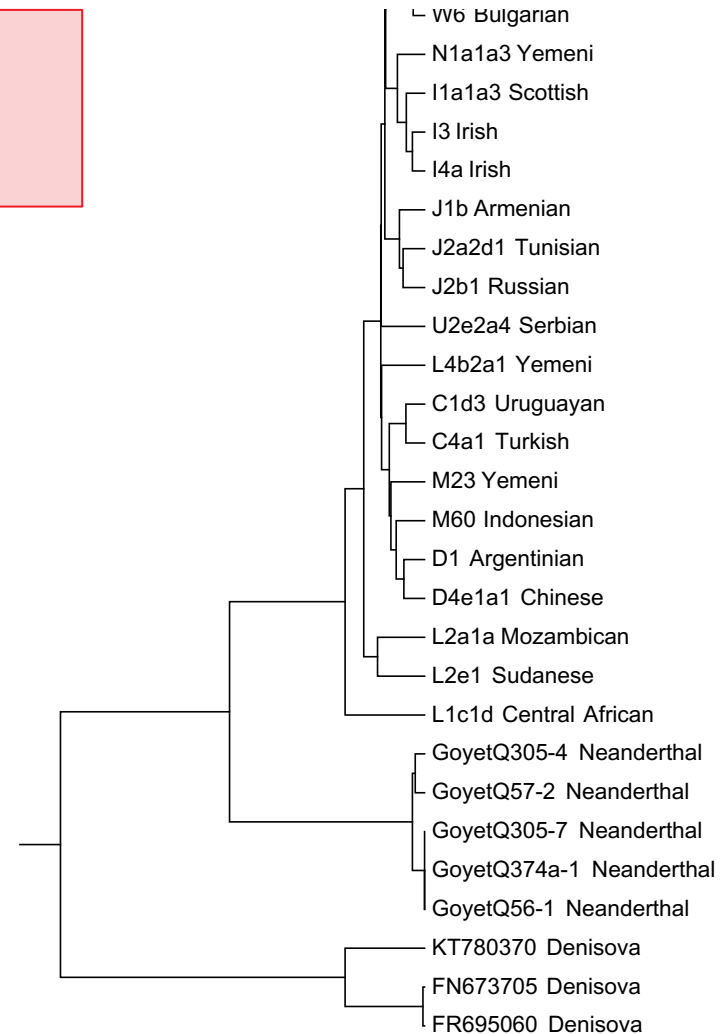 W6 Bulgarian
N1a1a3 Yemeni
I1a1a3 Scottish
I3 Irish
I4a Irish
J1b Armenian
J2a2d1 Tunisian
J2b1 Russian
U2e2a4 Serbian
L4b2a1 Yemeni
C1d3 Uruguayan
C4a1 Turkish
M23 Yemeni
M60 Indonesian
D1 Argentinian
D4e1a1 Chinese
L2a1a Mozambican
L2e1 Sudanese
L1c1d Central African
GoyetQ305-4 Neanderthal
GoyetQ57-2 Neanderthal
GoyetQ305-7 Neanderthal
GoyetQ374a-1 Neanderthal
GoyetQ56-1 Neanderthal
KT780370 Denisova
FN673705 Denisova
FR695060 Denisova